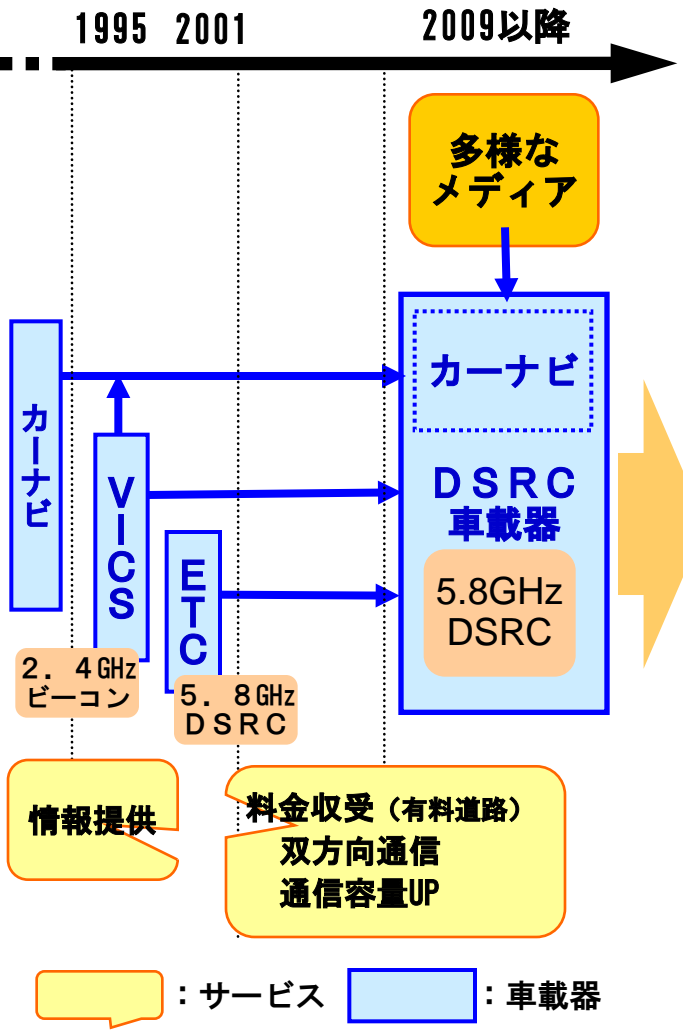 1995 2001 2009以降
多様な
メディア
カーナビ
カーナビ
VICS
DSRC
車載器
ETC
5.8GHz
DSRC
2．4GHz
ビーコン
5．8GHz
DSRC
情報提供
料金収受（有料道路）
双方向通信
通信容量UP
：サービス ：車載器